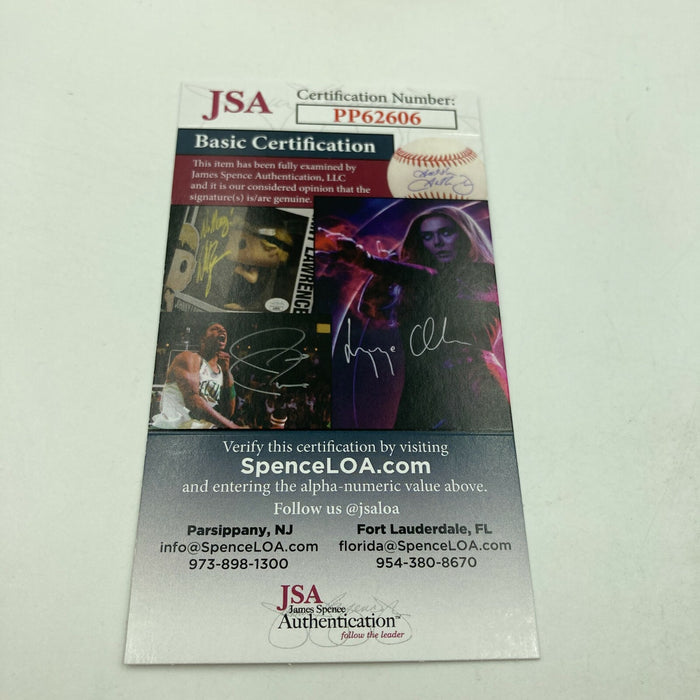 JSA
Certification Number:
PP62606
Basic Certification
This item has been fully examined by
James Spence Authentication, LLC
and it is our considered opinion that the
signature(s) is/are genuine.
LAWRENCE
Verify this certification by visiting
SpenceLOA.com
and entering the alpha-numeric value above.
Follow us @jsaloa
Parsippany, NJ
info@SpenceLOA.com
973-898-1300
Fort Lauderdale, FL
florida@SpenceLOA.com
954-380-8670
JSA
James Spence
Authentication™
follow the leader